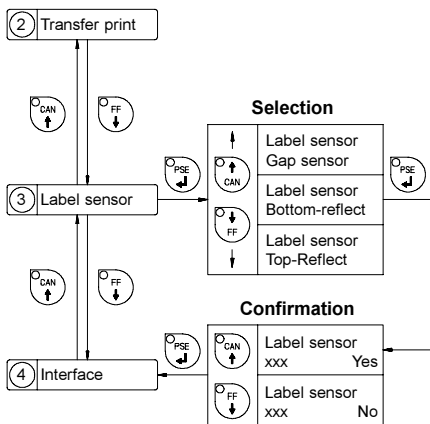 2 Transfer print
CAN
FF
Selection
Label sensor
Gap sensor
PSE
CAN
PSE
3 Label sensor
Label sensor
Bottom-reflect
FF
Label sensor
Top-Reflect
CAN
FF
Confirmation
PSE
CAN
Label sensor
xxx Yes
4 Interface
FF
Label sensor
xxx No